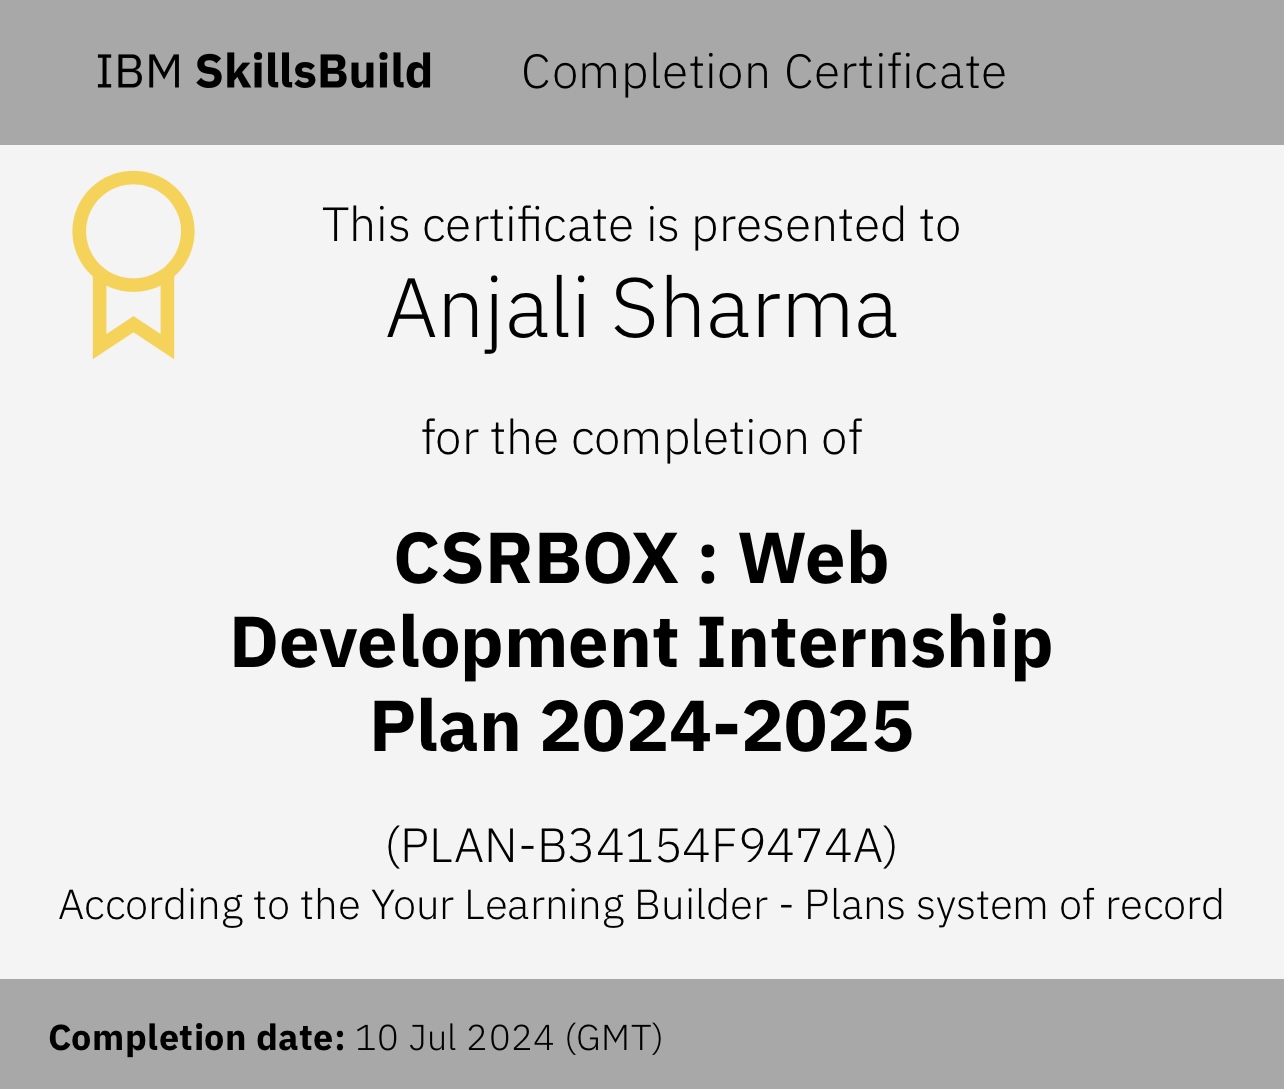 IBM SkillsBuild Completion Certificate
This certificate is presented to
Anjali Sharma
for the completion of
CSRBOX : Web
Development Internship
Plan 2024-2025
(PLAN-B34154F9474A)
According to the Your Learning Builder - Plans system of record
Completion date: 10 Jul 2024 (GMT)